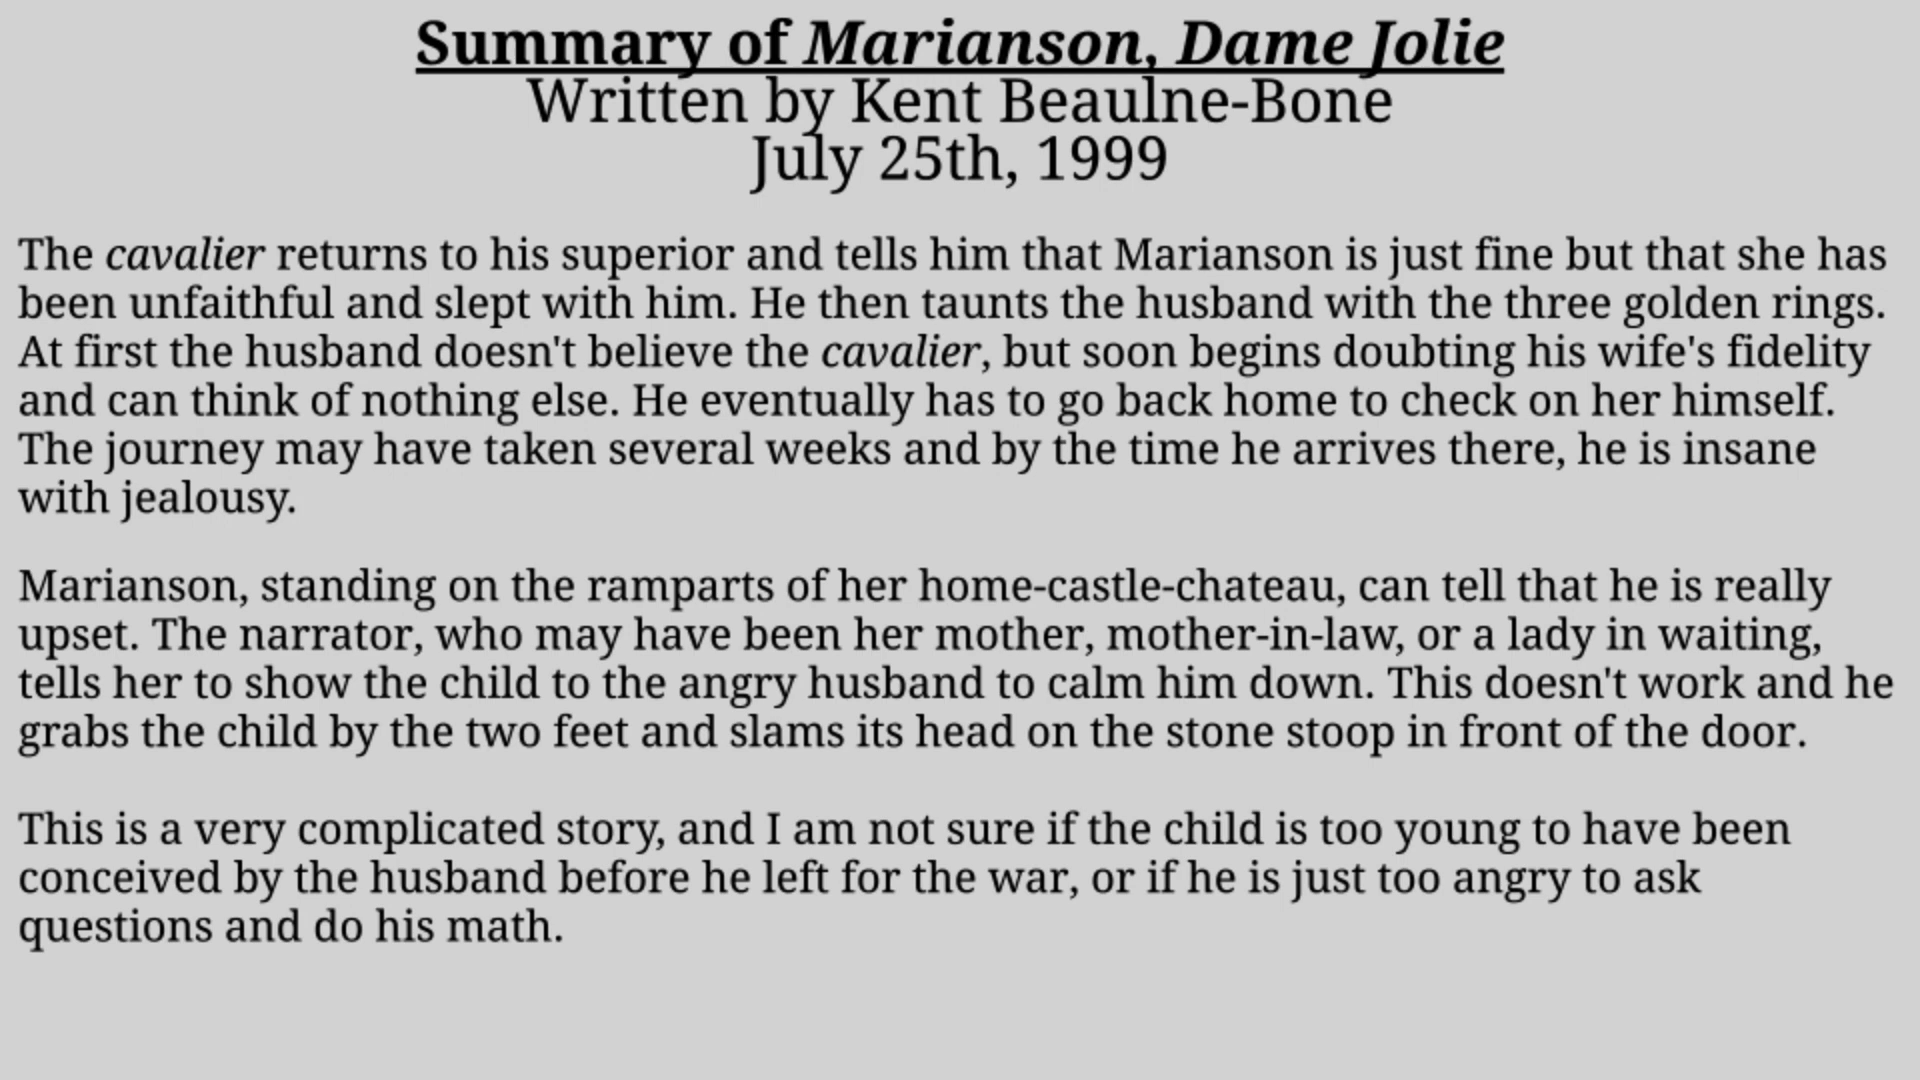 Summary of Marianson, Dame Jolie
Written by Kent Beaulne-Bone
July 25th, 1999
The cavalier returns to his superior and tells him that Marianson is just fine but that she has
been unfaithful and slept with him. He then taunts the husband with the three golden rings.
At first the husband doesn't believe the cavalier, but soon begins doubting his wife's fidelity
and can think of nothing else. He eventually has to go back home to check on her himself.
The journey may have taken several weeks and by the time he arrives there, he is insane
with jealousy.
Marianson, standing on the ramparts of her home-castle-chateau, can tell that he is really
upset. The narrator, who may have been her mother, mother-in-law, or a lady in waiting,
tells her to show the child to the angry husband to calm him down. This doesn't work and he
grabs the child by the two feet and slams its head on the stone stoop in front of the door.
This is a very complicated story, and I am not sure if the child is too young to have been
conceived by the husband before he left for the war, or if he is just too angry to ask
questions and do his math.